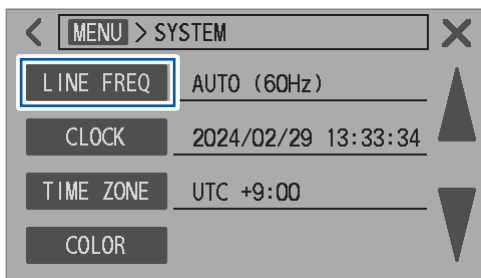 MENU > SYSTEM
LINE FREQ AUTO (60Hz)
CLOCK 2024/02/29 13:33:34
TIME ZONE UTC +9:00
COLOR